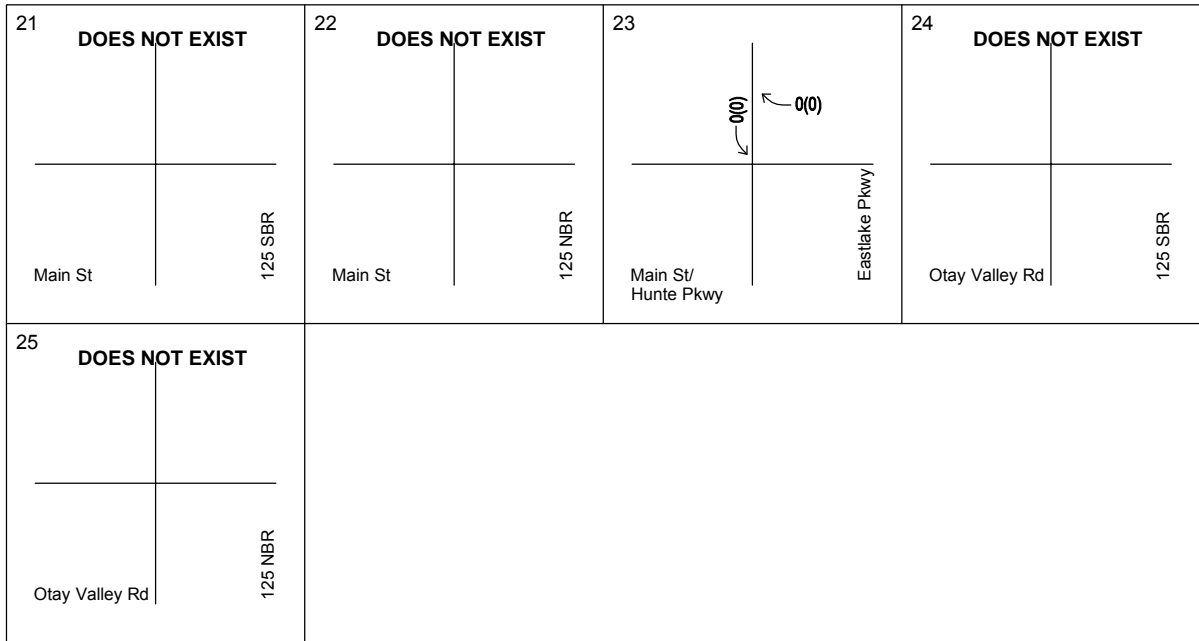 21
DOES NOT EXIST
125 SBR
Main St
22
DOES NOT EXIST
125 NBR
Main St
23
0(0)
0(0)
Eastlake Pkwy
Main St/
Hunte Pkwy
24
DOES NOT EXIST
125 SBR
Otay Valley Rd
25
DOES NOT EXIST
125 NBR
Otay Valley Rd